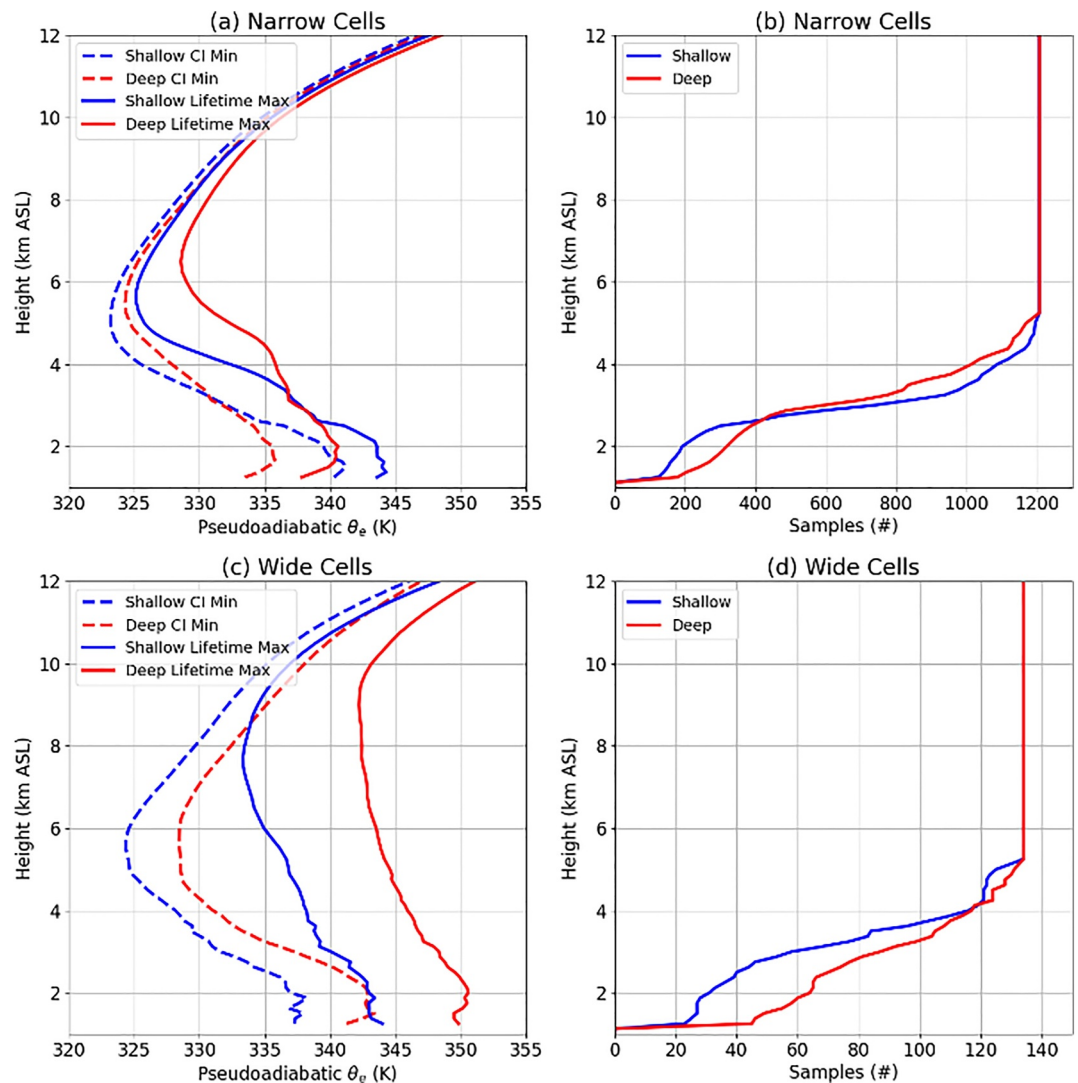 (a) Narrow Cells
12
10
8
6
4
2
Height (km ASL)
Shallow CI Min
Deep CI Min
Shallow Lifetime Max
Deep Lifetime Max
320 325 330 335 340 345 350 355
Pseudoadiabatic θe (K)
(b) Narrow Cells
12
10
8
6
4
2
Height (km ASL)
Shallow
Deep
0 200 400 600 800 1000 1200
Samples (#)
(c) Wide Cells
12
10
8
6
4
2
Height (km ASL)
Shallow CI Min
Deep CI Min
Shallow Lifetime Max
Deep Lifetime Max
320 325 330 335 340 345 350 355
Pseudoadiabatic θe (K)
(d) Wide Cells
12
10
8
6
4
2
Height (km ASL)
Shallow
Deep
0 20 40 60 80 100 120 140
Samples (#)